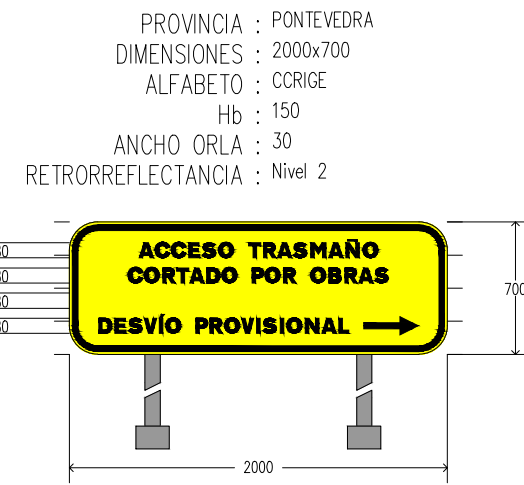 PROVINCIA : PONTEVEDRA
DIMENSIONES : 2000x700
ALFABETO : CCRIGE
Hb : 150
ANCHO ORLA : 30
RETRORREFLECTANCIA : Nivel 2
ACCESO TRASMAÑO
CORTADO POR OBRAS
DESVÍO PROVISIONAL
700
2000